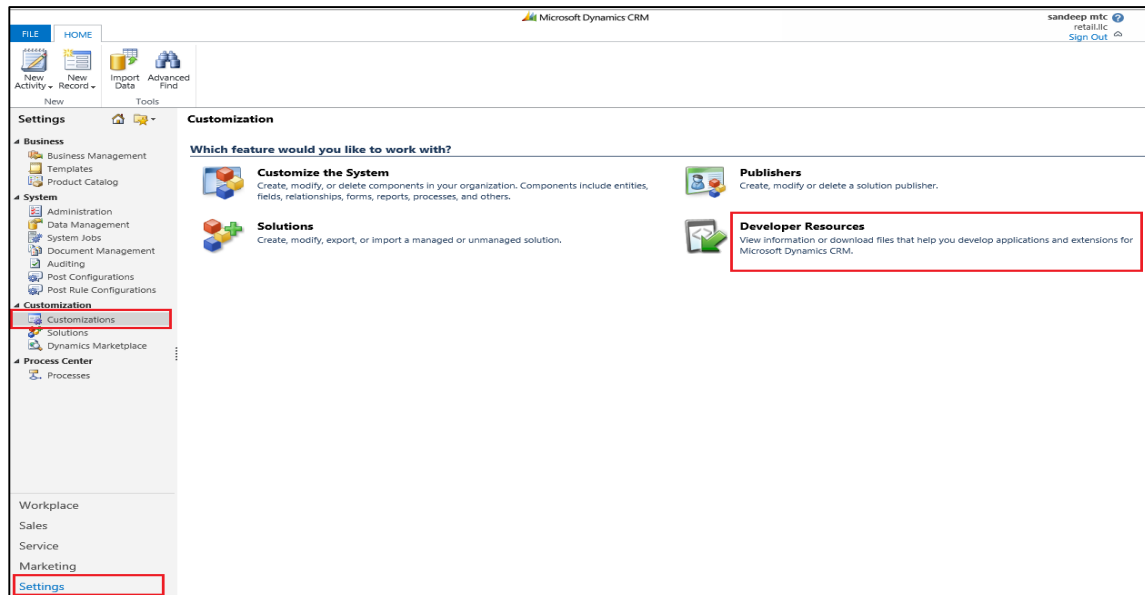 Microsoft Dynamics CRM
sandeep mtc
retail.llc
Sign Out
FILE
HOME
New Activity
New Record
Import Data
Advanced Find
New
Tools
Settings
Business
Business Management
Templates
Product Catalog
System
Administration
Data Management
System Jobs
Document Management
Auditing
Post Configurations
Post Rule Configurations
Customization
Customizations
Solutions
Dynamics Marketplace
Process Center
Processes
Workplace
Sales
Service
Marketing
Settings
Customization
Which feature would you like to work with?
Customize the System
Create, modify, or delete components in your organization. Components include entities,
fields, relationships, forms, reports, processes, and others.
Publishers
Create, modify or delete a solution publisher.
Solutions
Create, modify, export, or import a managed or unmanaged solution.
Developer Resources
View information or download files that help you develop applications and extensions for
Microsoft Dynamics CRM.